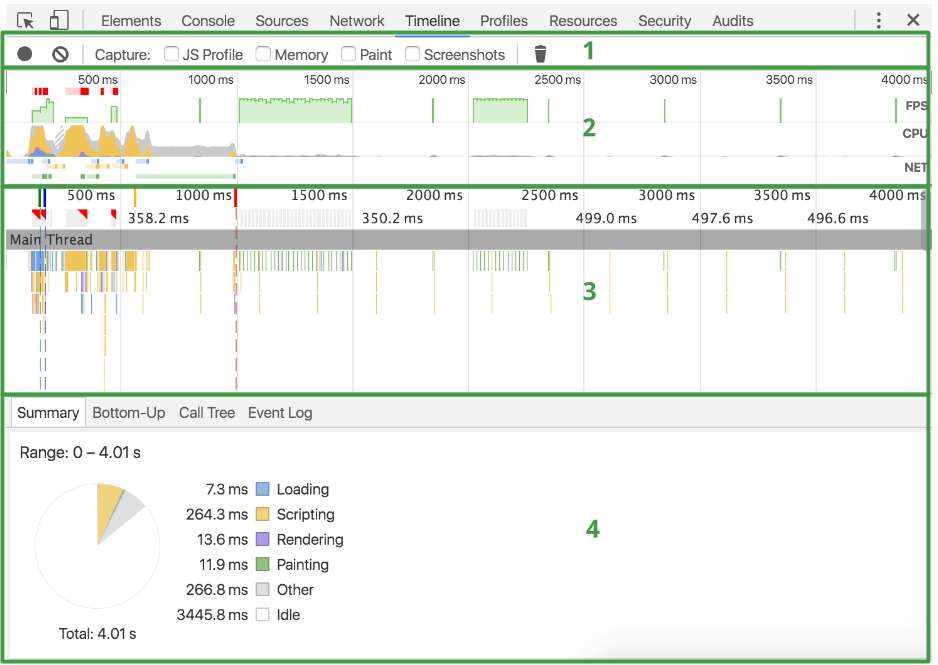 Elements Console Sources Network Timeline Profiles Resources Security Audits
Capture: JS Profile Memory Paint Screenshots 1
500 ms 1000 ms 1500 ms 2000 ms 2500 ms 3000 ms 3500 ms 4000 ms
FPS
2
CPU
NET
500 ms 1000 ms 1500 ms 2000 ms 2500 ms 3000 ms 3500 ms 4000 ms
358.2 ms 350.2 ms 499.0 ms 497.6 ms 496.6 ms
Main Thread
3
Summary Bottom-Up Call Tree Event Log
Range: 0 – 4.01 s
7.3 ms Loading
264.3 ms Scripting
13.6 ms Rendering
4
11.9 ms Painting
266.8 ms Other
3445.8 ms Idle
Total: 4.01 s